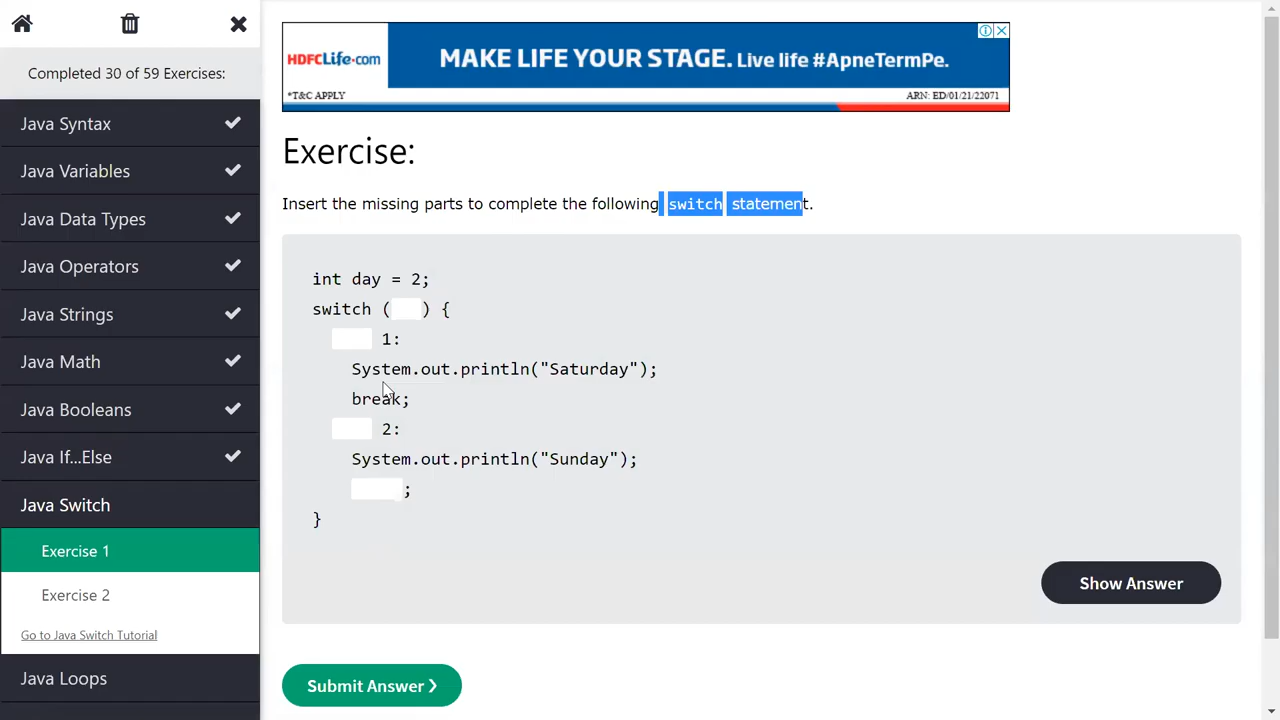 Completed 30 of 59 Exercises:
Java Syntax
Java Variables
Java Data Types
Java Operators
Java Strings
Java Math
Java Booleans
Java If...Else
Java Switch
Exercise 1
Exercise 2
Go to Java Switch Tutorial
Java Loops
HDFCLife.com
MAKE LIFE YOUR STAGE. Live life #ApneTermPe.
*T&C APPLY
ARN: ED/01/21/22071
Exercise:
Insert the missing parts to complete the following switch statement.
int day = 2;
switch ( ) {
1:
System.out.println("Saturday");
break;
2:
System.out.println("Sunday");
;
}
Show Answer
Submit Answer ❯